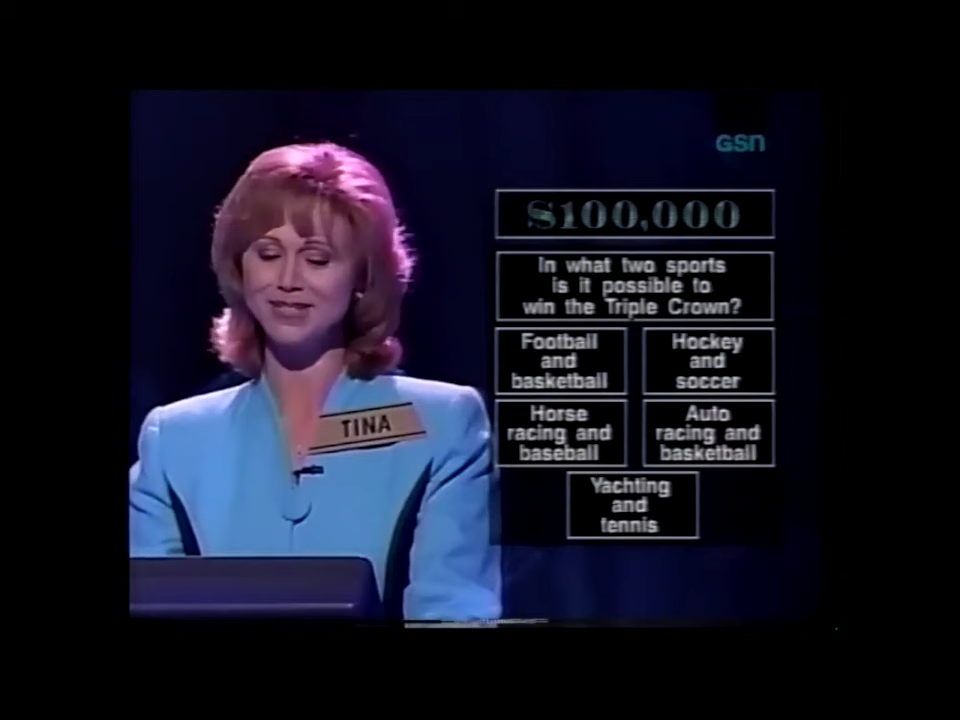 GSN
$100,000
In what two sports
is it possible to
win the Triple Crown?
Football
and
basketball
Hockey
and
soccer
Horse
racing and
baseball
Auto
racing and
basketball
Yachting
and
tennis
TINA